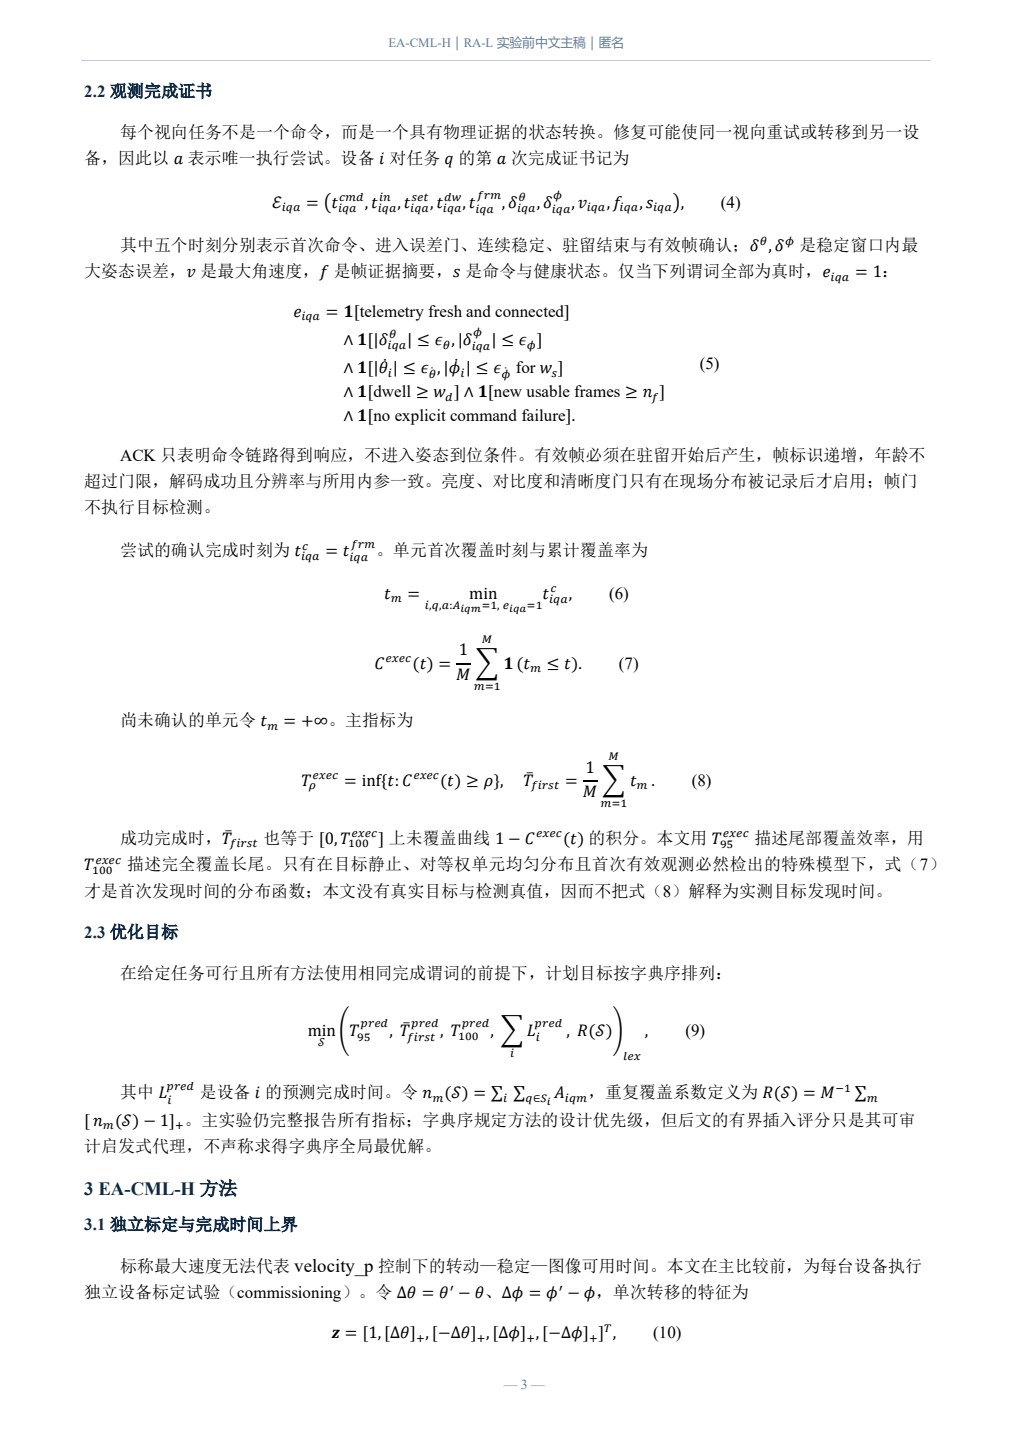 EA-CML-H | RA-L 实验前中文主稿 | 匿名
2.2 观测完成证书
每个视向任务不是一个命令，而是一个具有物理证据的状态转换。修复可能使同一视向重试或转移到另一设
备，因此以 a 表示唯一执行尝试。设备 i 对任务 q 的第 a 次完成证书记为
ℰ_{iqa} = (t_{iqa}^{cmd}, t_{iqa}^{in}, t_{iqa}^{set}, t_{iqa}^{dw}, t_{iqa}^{frm}, δ_{iqa}^{θ}, δ_{iqa}^{ϕ}, v_{iqa}, f_{iqa}, s_{iqa}), (4)
其中五个时刻分别表示首次命令、进入误差门、连续稳定、驻留结束与有效帧确认；δ^θ, δ^ϕ 是稳定窗口内最
大姿态误差，v 是最大角速度，f 是帧证据摘要，s 是命令与健康状态。仅当下列谓词全部为真时，e_{iqa} = 1：
e_{iqa} = 1[telemetry fresh and connected]
∧ 1[|δ_{iqa}^{θ}| ≤ ϵ_θ, |δ_{iqa}^{ϕ}| ≤ ϵ_ϕ]
∧ 1[|θ̇_i| ≤ ϵ_{θ̇}, |ϕ̇_i| ≤ ϵ_{ϕ̇} for w_s] (5)
∧ 1[dwell ≥ w_d] ∧ 1[new usable frames ≥ n_f]
∧ 1[no explicit command failure].
ACK 只表明命令链路得到响应，不进入姿态到位条件。有效帧必须在驻留开始后产生，帧标识递增，年龄不
超过门限，解码成功且分辨率与所用内参一致。亮度、对比度和清晰度门只有在现场分布被记录后才启用；帧门
不执行目标检测。
尝试的确认完成时刻为 t_{iqa}^{c} = t_{iqa}^{frm}。单元首次覆盖时刻与累计覆盖率为
t_m = min_{i,q,a:A_{iqm}=1, e_{iqa}=1} t_{iqa}^{c}, (6)
C^{exec}(t) = \frac{1}{M} ∑_{m=1}^{M} 1 (t_m ≤ t). (7)
尚未确认的单元令 t_m = +∞。主指标为
T_ρ^{exec} = inf{t: C^{exec}(t) ≥ ρ}, T̄_{first} = \frac{1}{M} ∑_{m=1}^{M} t_m . (8)
成功完成时，T̄_{first} 也等于 [0, T_{100}^{exec}] 上未覆盖曲线 1 − C^{exec}(t) 的积分。本文用 T_{95}^{exec} 描述尾部覆盖效率，用
T_{100}^{exec} 描述完全覆盖长尾。只有在目标静止、对等权单元均匀分布且首次有效观测必然检出的特殊模型下，式（7）
才是首次发现时间的分布函数；本文没有真实目标与检测真值，因而不把式（8）解释为实测目标发现时间。
2.3 优化目标
在给定任务可行且所有方法使用相同完成谓词的前提下，计划目标按字典序排列：
min_𝒮 (T_{95}^{pred}, T̄_{first}^{pred}, T_{100}^{pred}, ∑_i L_i^{pred}, R(𝒮))_{lex}, (9)
其中 L_i^{pred} 是设备 i 的预测完成时间。令 n_m(𝒮) = ∑_i ∑_{q∈S_i} A_{iqm}，重复覆盖系数定义为 R(𝒮) = M^{−1} ∑_m
[ n_m(𝒮) − 1]_+。主实验仍完整报告所有指标；字典序规定方法的设计优先级，但后文的有界插入评分只是其可审
计启发式代理，不声称求得字典序全局最优解。
3 EA-CML-H 方法
3.1 独立标定与完成时间上界
标称最大速度无法代表 velocity_p 控制下的转动—稳定—图像可用时间。本文在主比较前，为每台设备执行
独立设备标定试验（commissioning）。令 Δθ = θ′ − θ、Δϕ = ϕ′ − ϕ，单次转移的特征为
z = [1, [Δθ]_+, [−Δθ]_+, [Δϕ]_+, [−Δϕ]_+]^T, (10)
— 3 —